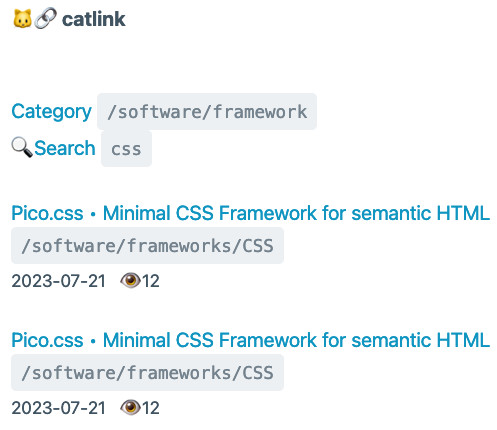 🐱🔗 catlink
Category /software/framework
🔍Search css
Pico.css • Minimal CSS Framework for semantic HTML
/software/frameworks/CSS
2023-07-21 👁️12
Pico.css • Minimal CSS Framework for semantic HTML
/software/frameworks/CSS
2023-07-21 👁️12